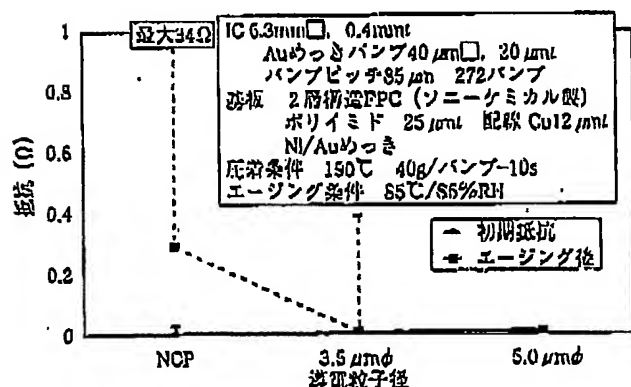 最大34Ω
IC 6.3mm□, 0.4mmt
Auめっきバンプ40μm□, 20μmt
バンプピッチ85μm 272バンプ
基板 2層構造FPC(ソニーケミカル製)
ポリイミド 25μmt 配線 Cu12μmt
Ni/Auめっき
圧着条件 190℃ 40g/バンプ-10s
エージング条件 85℃/85%RH
初期抵抗
エージング後
抵抗(Ω)
1
0.8
0.6
0.4
0.2
0
NCP
3.5μmφ
5.0μmφ
導電粒子径